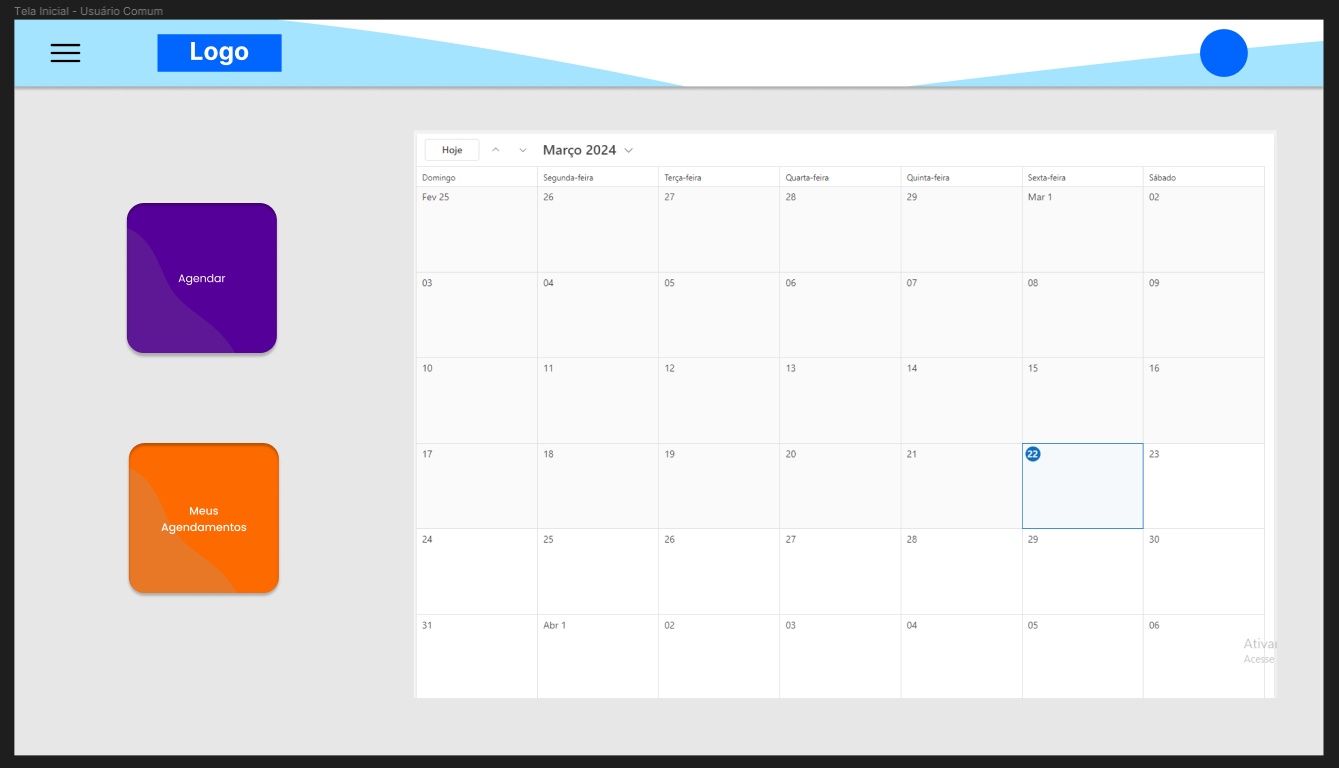 Tela Inicial - Usuário Comum
Logo
Hoje
Março 2024
Domingo Segunda-feira Terça-feira Quarta-feira Quinta-feira Sexta-feira Sábado
Fev 25 26 27 28 29 Mar 1 02
03 04 05 06 07 08 09
10 11 12 13 14 15 16
17 18 19 20 21 22 23
24 25 26 27 28 29 30
31 Abr 1 02 03 04 05 06
Agendar
Meus
Agendamentos
Ativar
Acesse